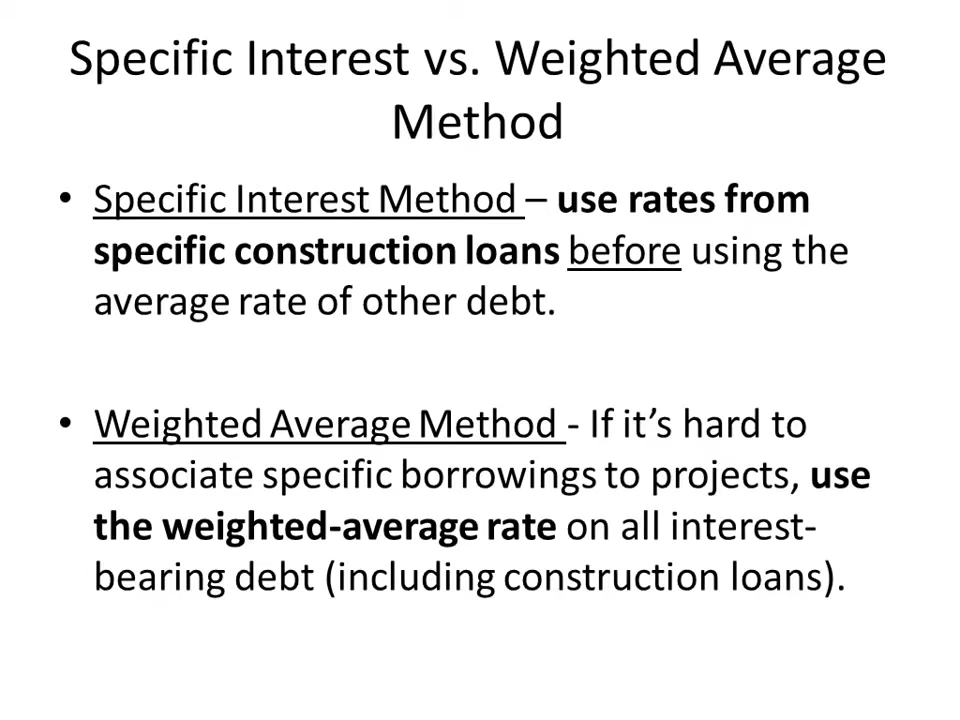 Specific Interest vs. Weighted Average
Method
• Specific Interest Method – use rates from
specific construction loans before using the
average rate of other debt.
• Weighted Average Method - If it’s hard to
associate specific borrowings to projects, use
the weighted-average rate on all interest-
bearing debt (including construction loans).